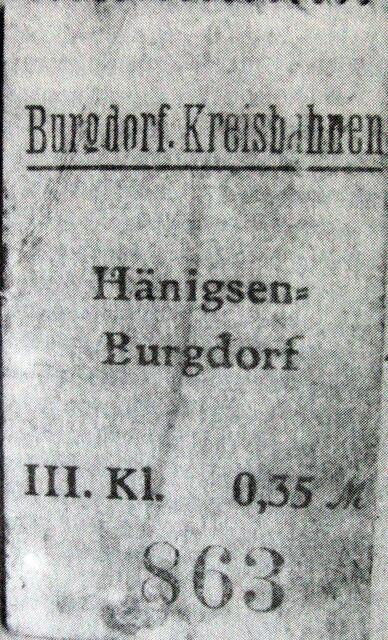 Burgdorf. Kreisbahnen
Hänigsen=
Burgdorf
III. Kl. 0,35 ℳ
863